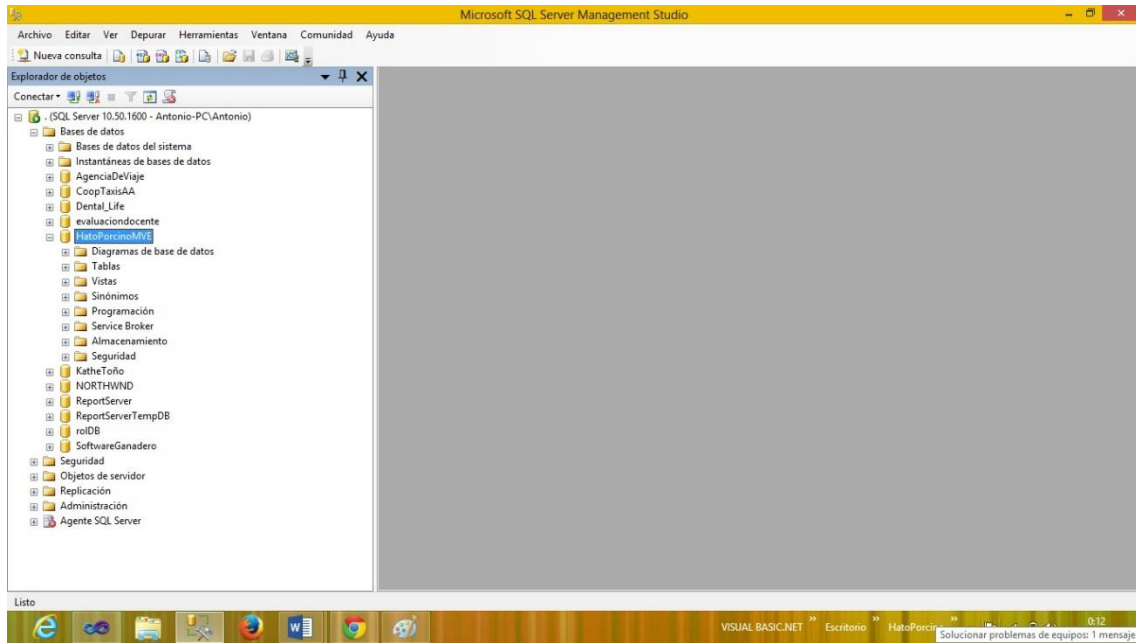 Microsoft SQL Server Management Studio
Archivo Editar Ver Depurar Herramientas Ventana Comunidad Ayuda
Nueva consulta
Explorador de objetos
Conectar
. (SQL Server 10.50.1600 - Antonio-PC\Antonio)
Bases de datos
Bases de datos del sistema
Instantáneas de bases de datos
AgenciaDeViaje
CoopTaxisAA
Dental_Life
evaluaciondocente
HatoPorcinoMVE
Diagramas de base de datos
Tablas
Vistas
Sinónimos
Programación
Service Broker
Almacenamiento
Seguridad
KatheToño
NORTHWND
ReportServer
ReportServerTempDB
rolDB
SoftwareGanadero
Seguridad
Objetos de servidor
Replicación
Administración
Agente SQL Server
Listo
VISUAL BASIC.NET » Escritorio » HatoPorcino » 0:12
Solucionar problemas de equipos: 1 mensaje